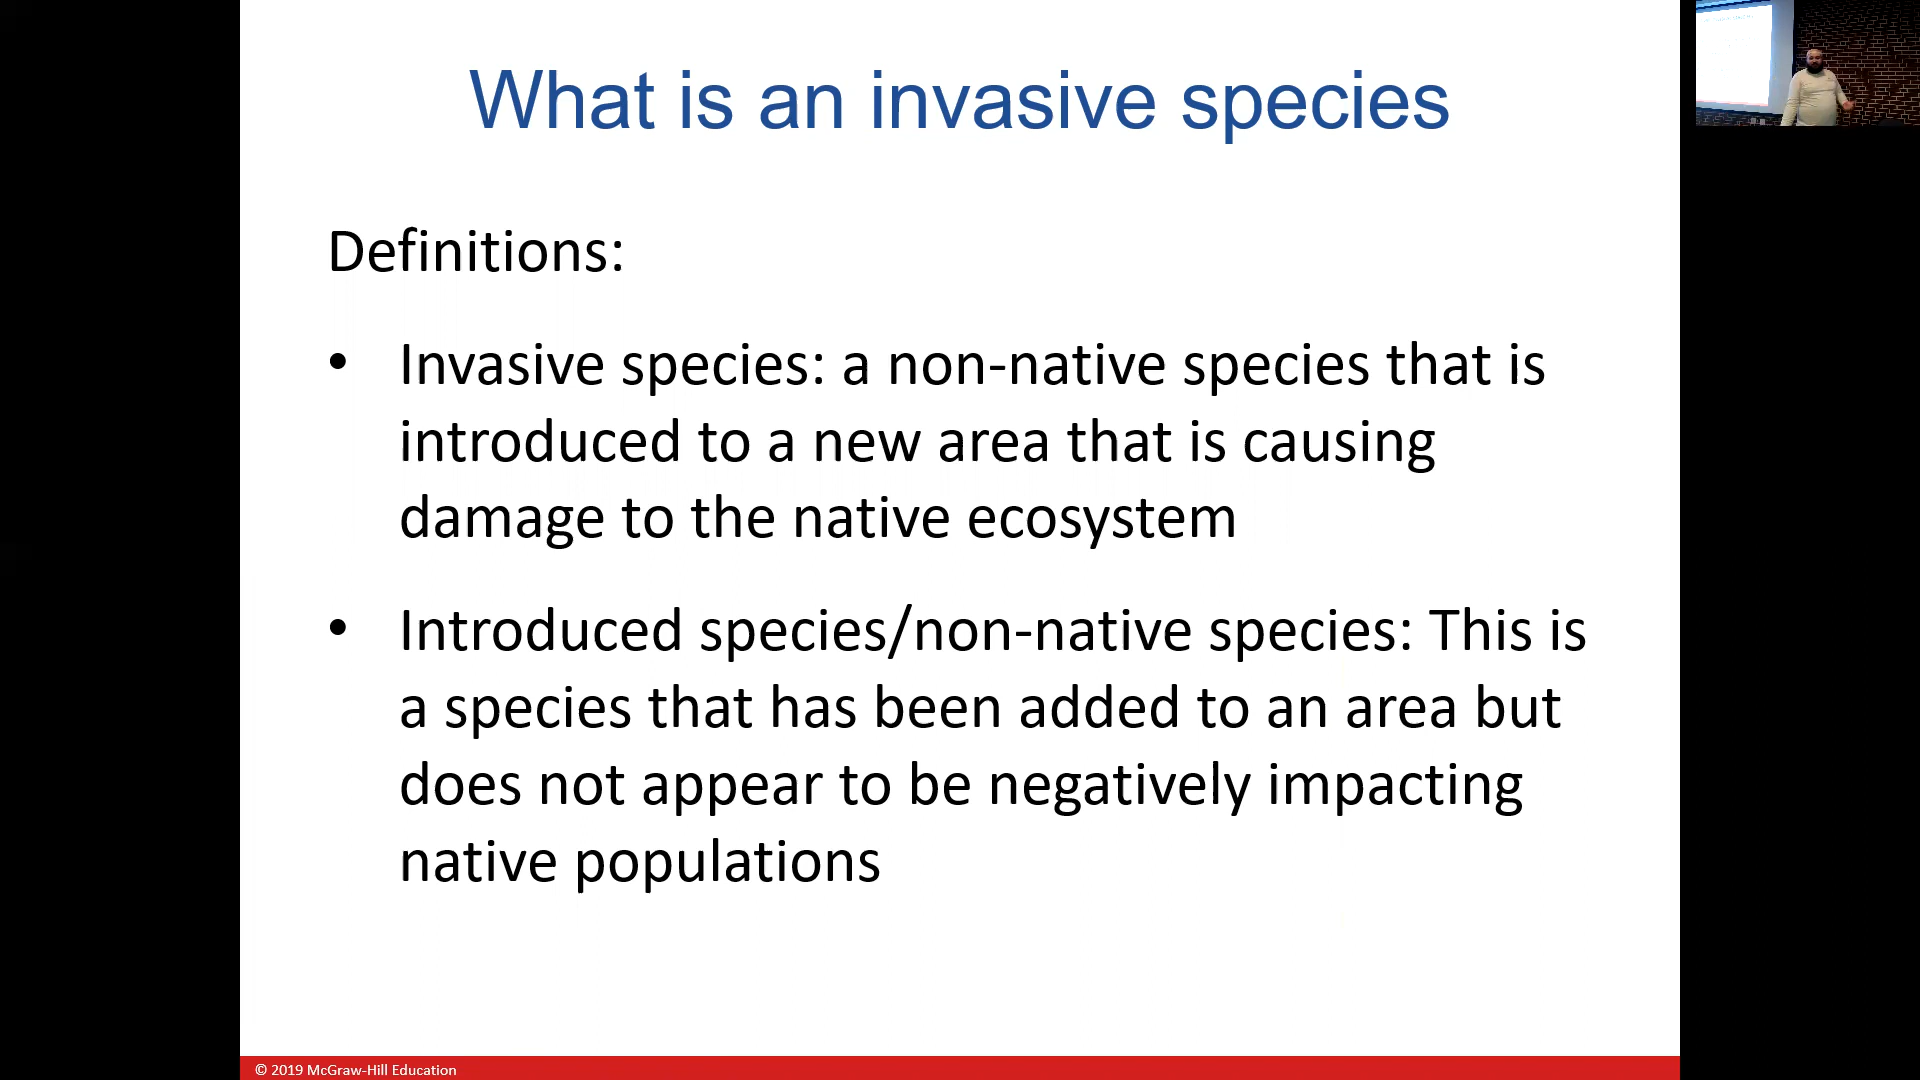 What is an invasive species
Definitions:
• Invasive species: a non-native species that is
introduced to a new area that is causing
damage to the native ecosystem
• Introduced species/non-native species: This is
a species that has been added to an area but
does not appear to be negatively impacting
native populations
© 2019 McGraw-Hill Education